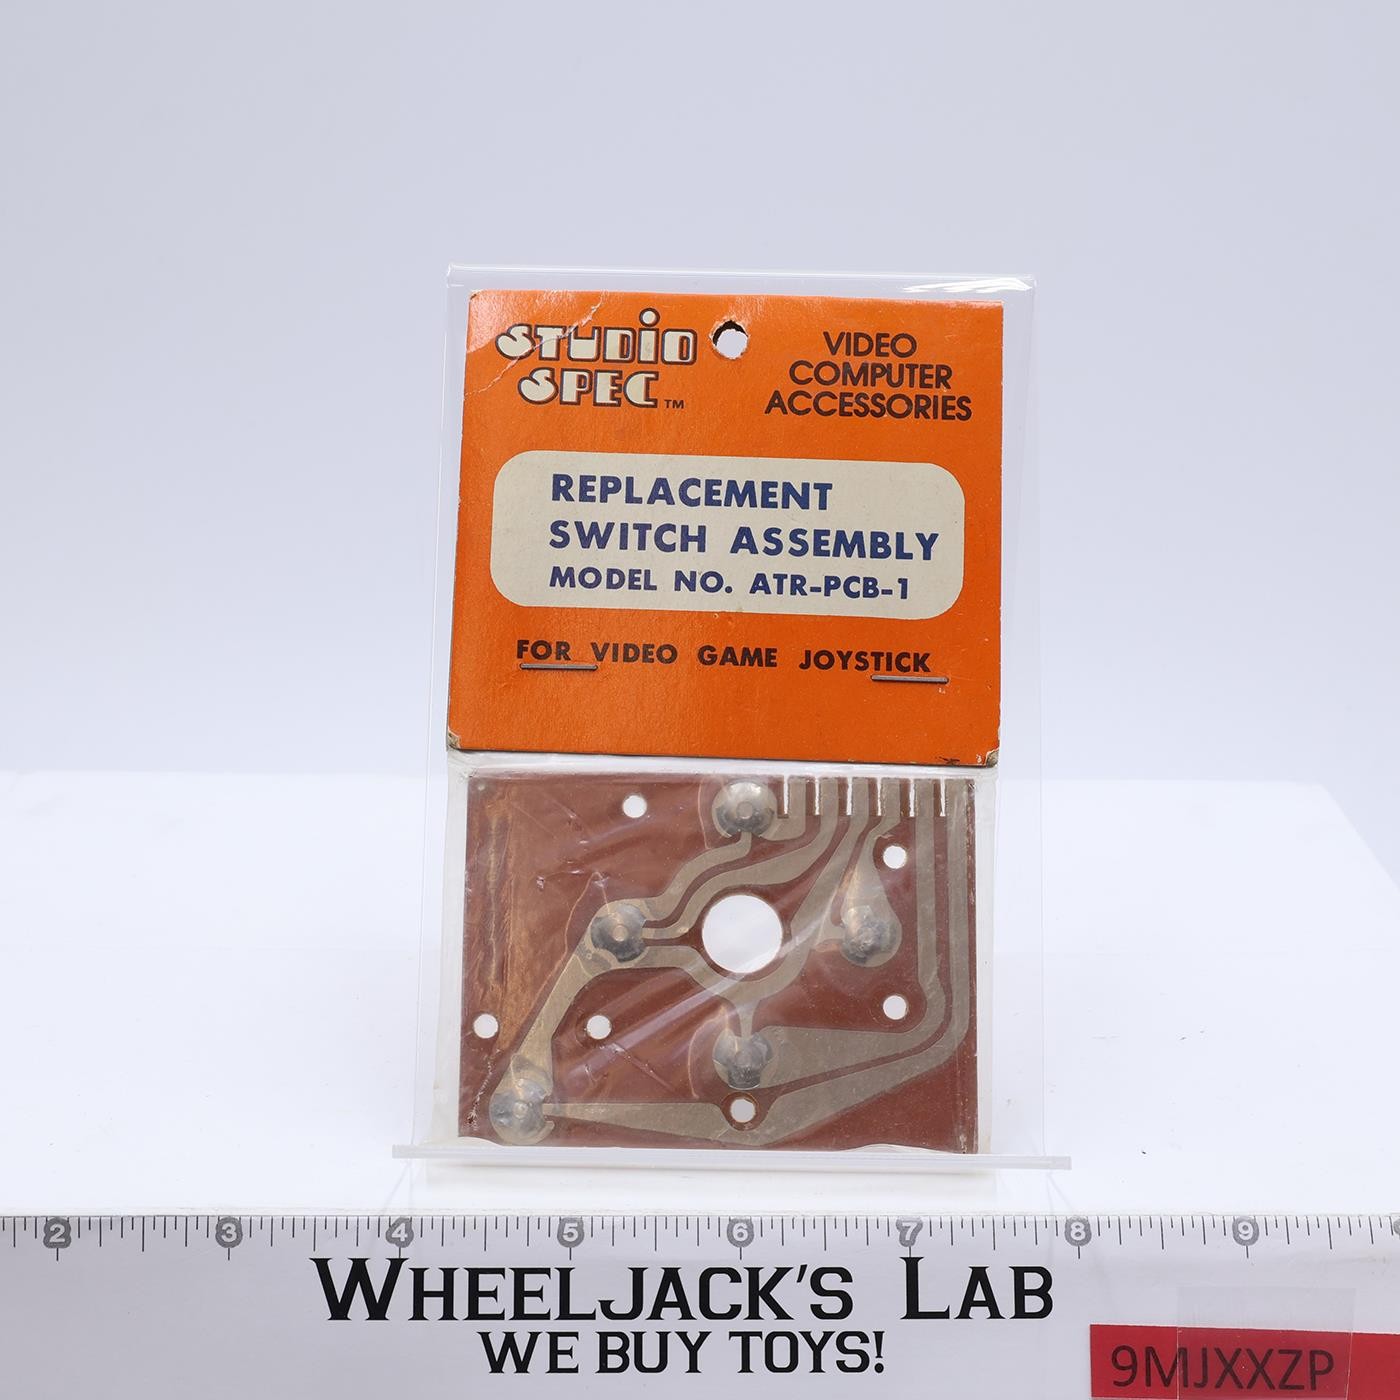 STUDIO
SPEC™
VIDEO
COMPUTER
ACCESSORIES
REPLACEMENT
SWITCH ASSEMBLY
MODEL NO. ATR-PCB-1
FOR VIDEO GAME JOYSTICK
2 3 4 5 6 7 8 9
WHEELJACK'S LAB
WE BUY TOYS!
9MJXXZP